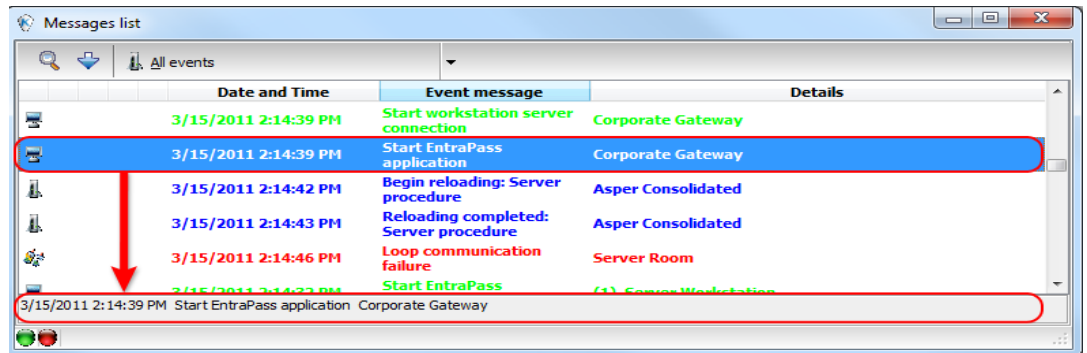 Messages list
All events
Date and Time Event message Details
3/15/2011 2:14:39 PM Start workstation server connection Corporate Gateway
3/15/2011 2:14:39 PM Start EntraPass application Corporate Gateway
3/15/2011 2:14:42 PM Begin reloading: Server procedure Asper Consolidated
3/15/2011 2:14:43 PM Reloading completed: Server procedure Asper Consolidated
3/15/2011 2:14:46 PM Loop communication failure Server Room
Start EntraPass (1) Server Workstation
3/15/2011 2:14:39 PM Start EntraPass application Corporate Gateway